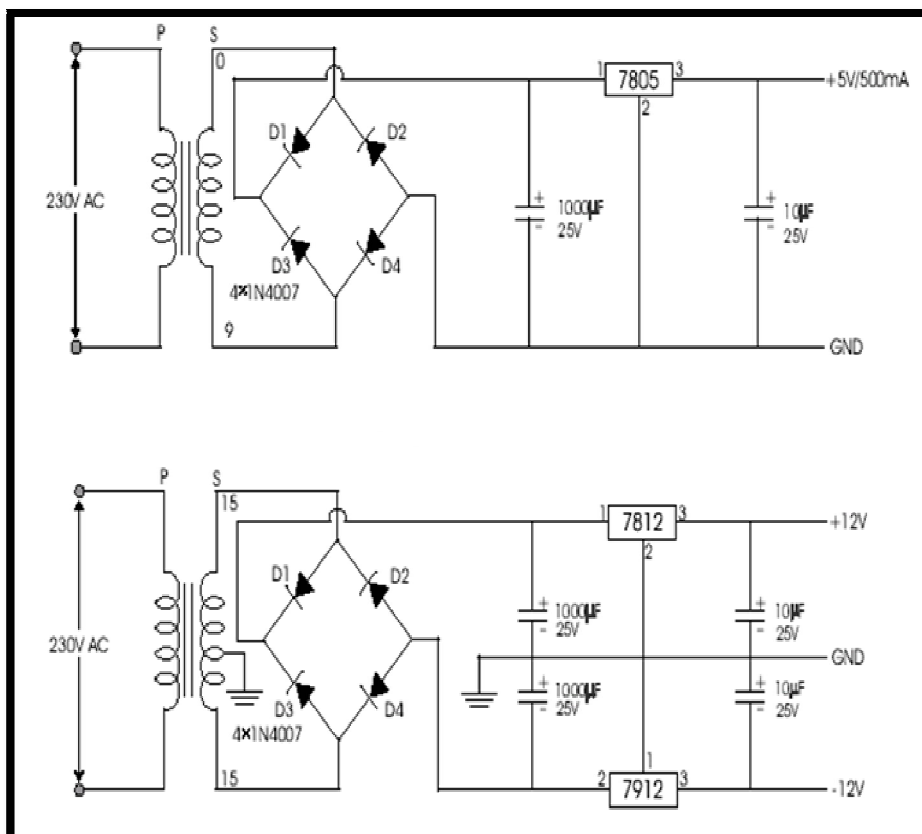 P S
0
1 7805 3 +5V/500mA
2
D1 D2
230V AC
+ 1000µF
- 25V
+ 10µF
- 25V
D3 D4
4×1N4007
9
GND
P S
15
1 7812 3 +12V
2
D1 D2
+ 1000µF
- 25V
+ 10µF
- 25V
230V AC
GND
D3 D4
+ 1000µF
- 25V
+ 10µF
- 25V
4×1N4007
1
15
2 7912 3 -12V